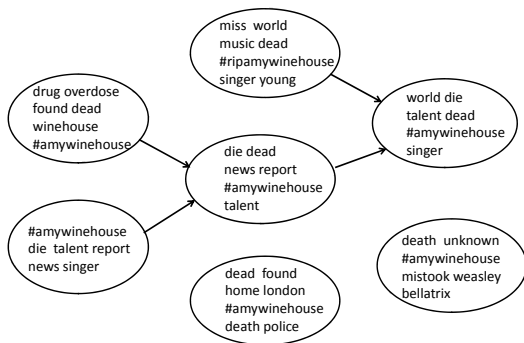 miss world
music dead
#ripamywinehouse
singer young
drug overdose
found dead
winehouse
#amywinehouse
world die
talent dead
#amywinehouse
singer
die dead
news report
#amywinehouse
talent
#amywinehouse
die talent report
news singer
death unknown
#amywinehouse
mistook weasley
bellatrix
dead found
home london
#amywinehouse
death police